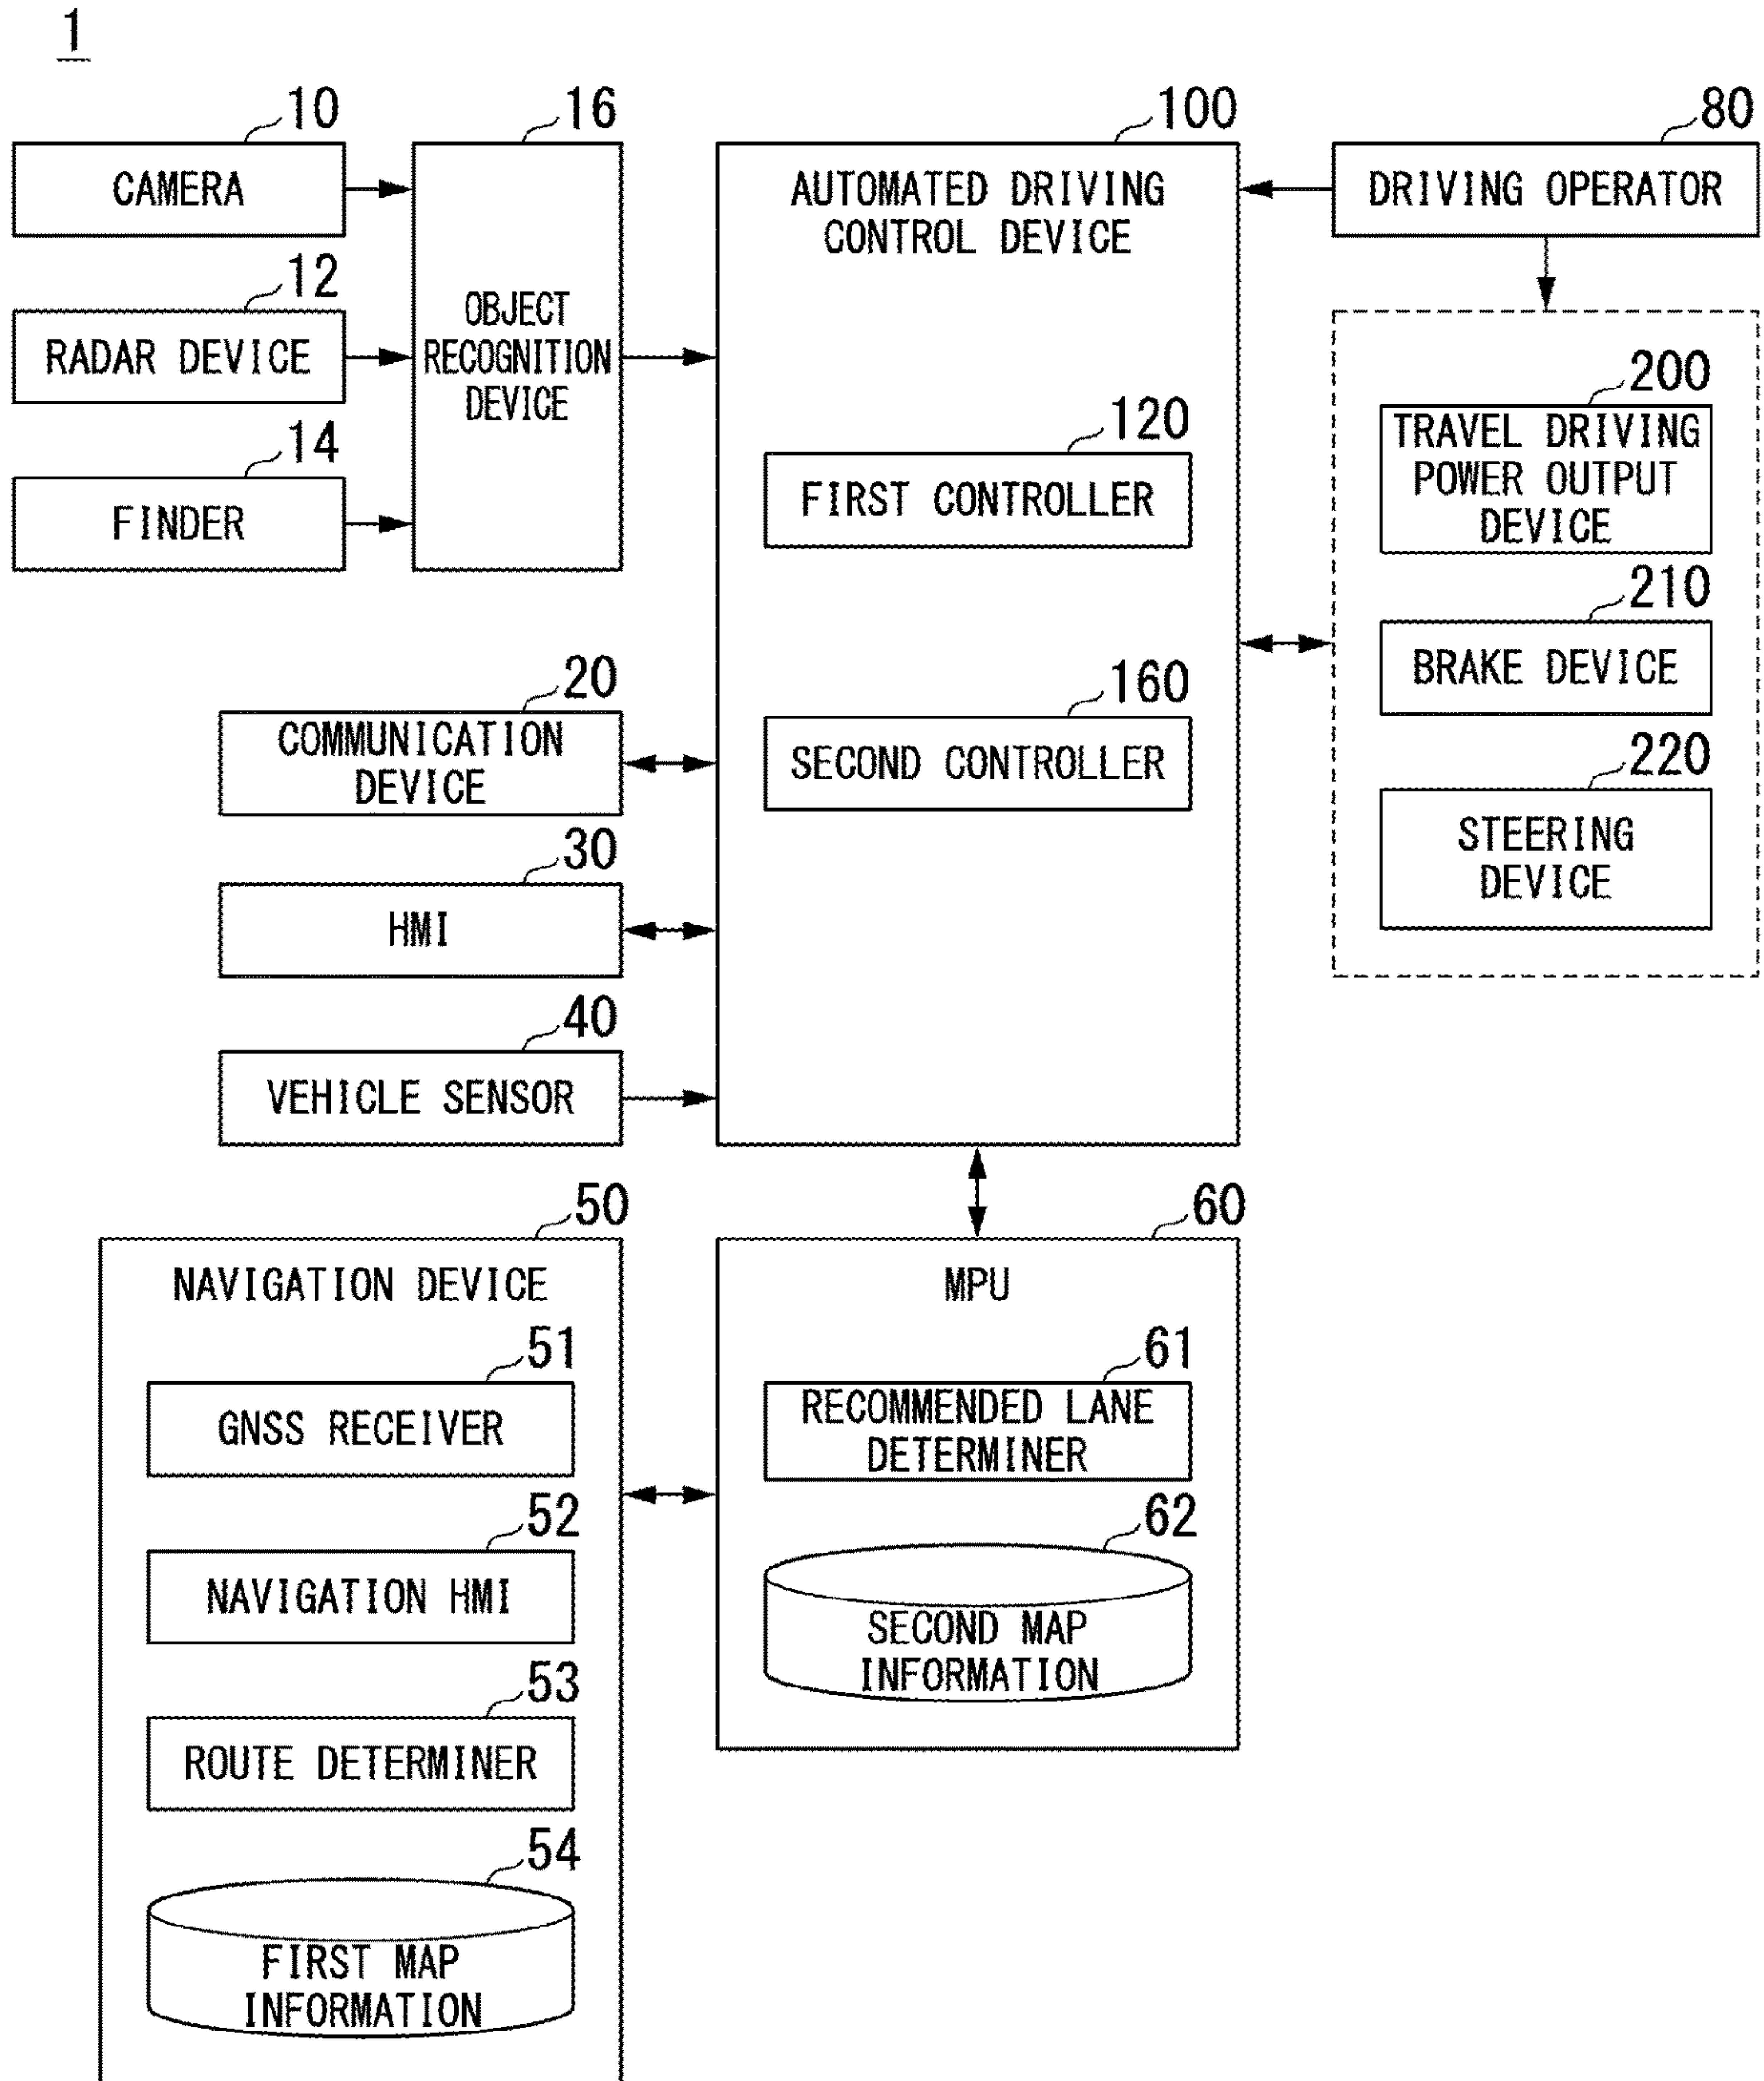 1
10
CAMERA
12
RADAR DEVICE
14
FINDER
16
OBJECT
RECOGNITION
DEVICE
100
AUTOMATED DRIVING
CONTROL DEVICE
120
FIRST CONTROLLER
160
SECOND CONTROLLER
80
DRIVING OPERATOR
200
TRAVEL DRIVING
POWER OUTPUT
DEVICE
210
BRAKE DEVICE
220
STEERING
DEVICE
20
COMMUNICATION
DEVICE
30
HMI
40
VEHICLE SENSOR
50
NAVIGATION DEVICE
51
GNSS RECEIVER
52
NAVIGATION HMI
53
ROUTE DETERMINER
54
FIRST MAP
INFORMATION
60
MPU
61
RECOMMENDED LANE
DETERMINER
62
SECOND MAP
INFORMATION